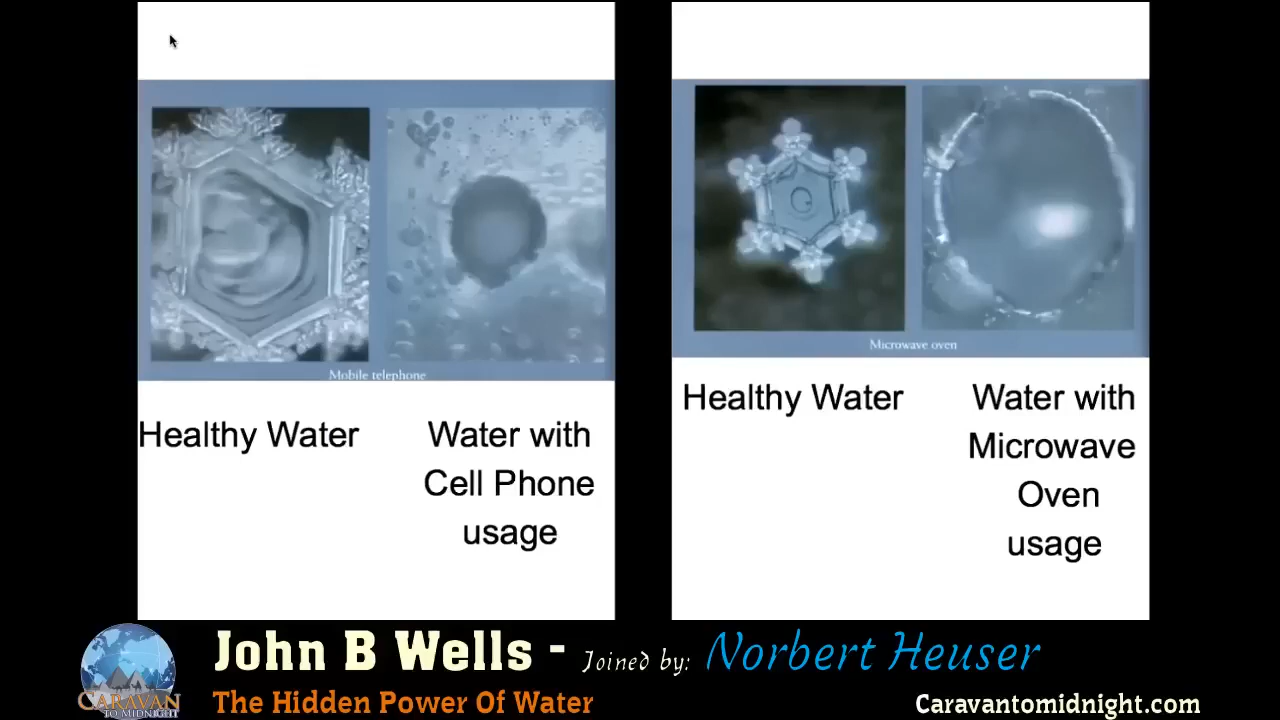 Mobile telephone
Healthy Water
Water with
Cell Phone
usage
Microwave oven
Healthy Water
Water with
Microwave
Oven
usage
CARAVAN
TO MIDNIGHT
John B Wells - Joined by: Norbert Heuser
The Hidden Power Of Water
Caravantomidnight.com